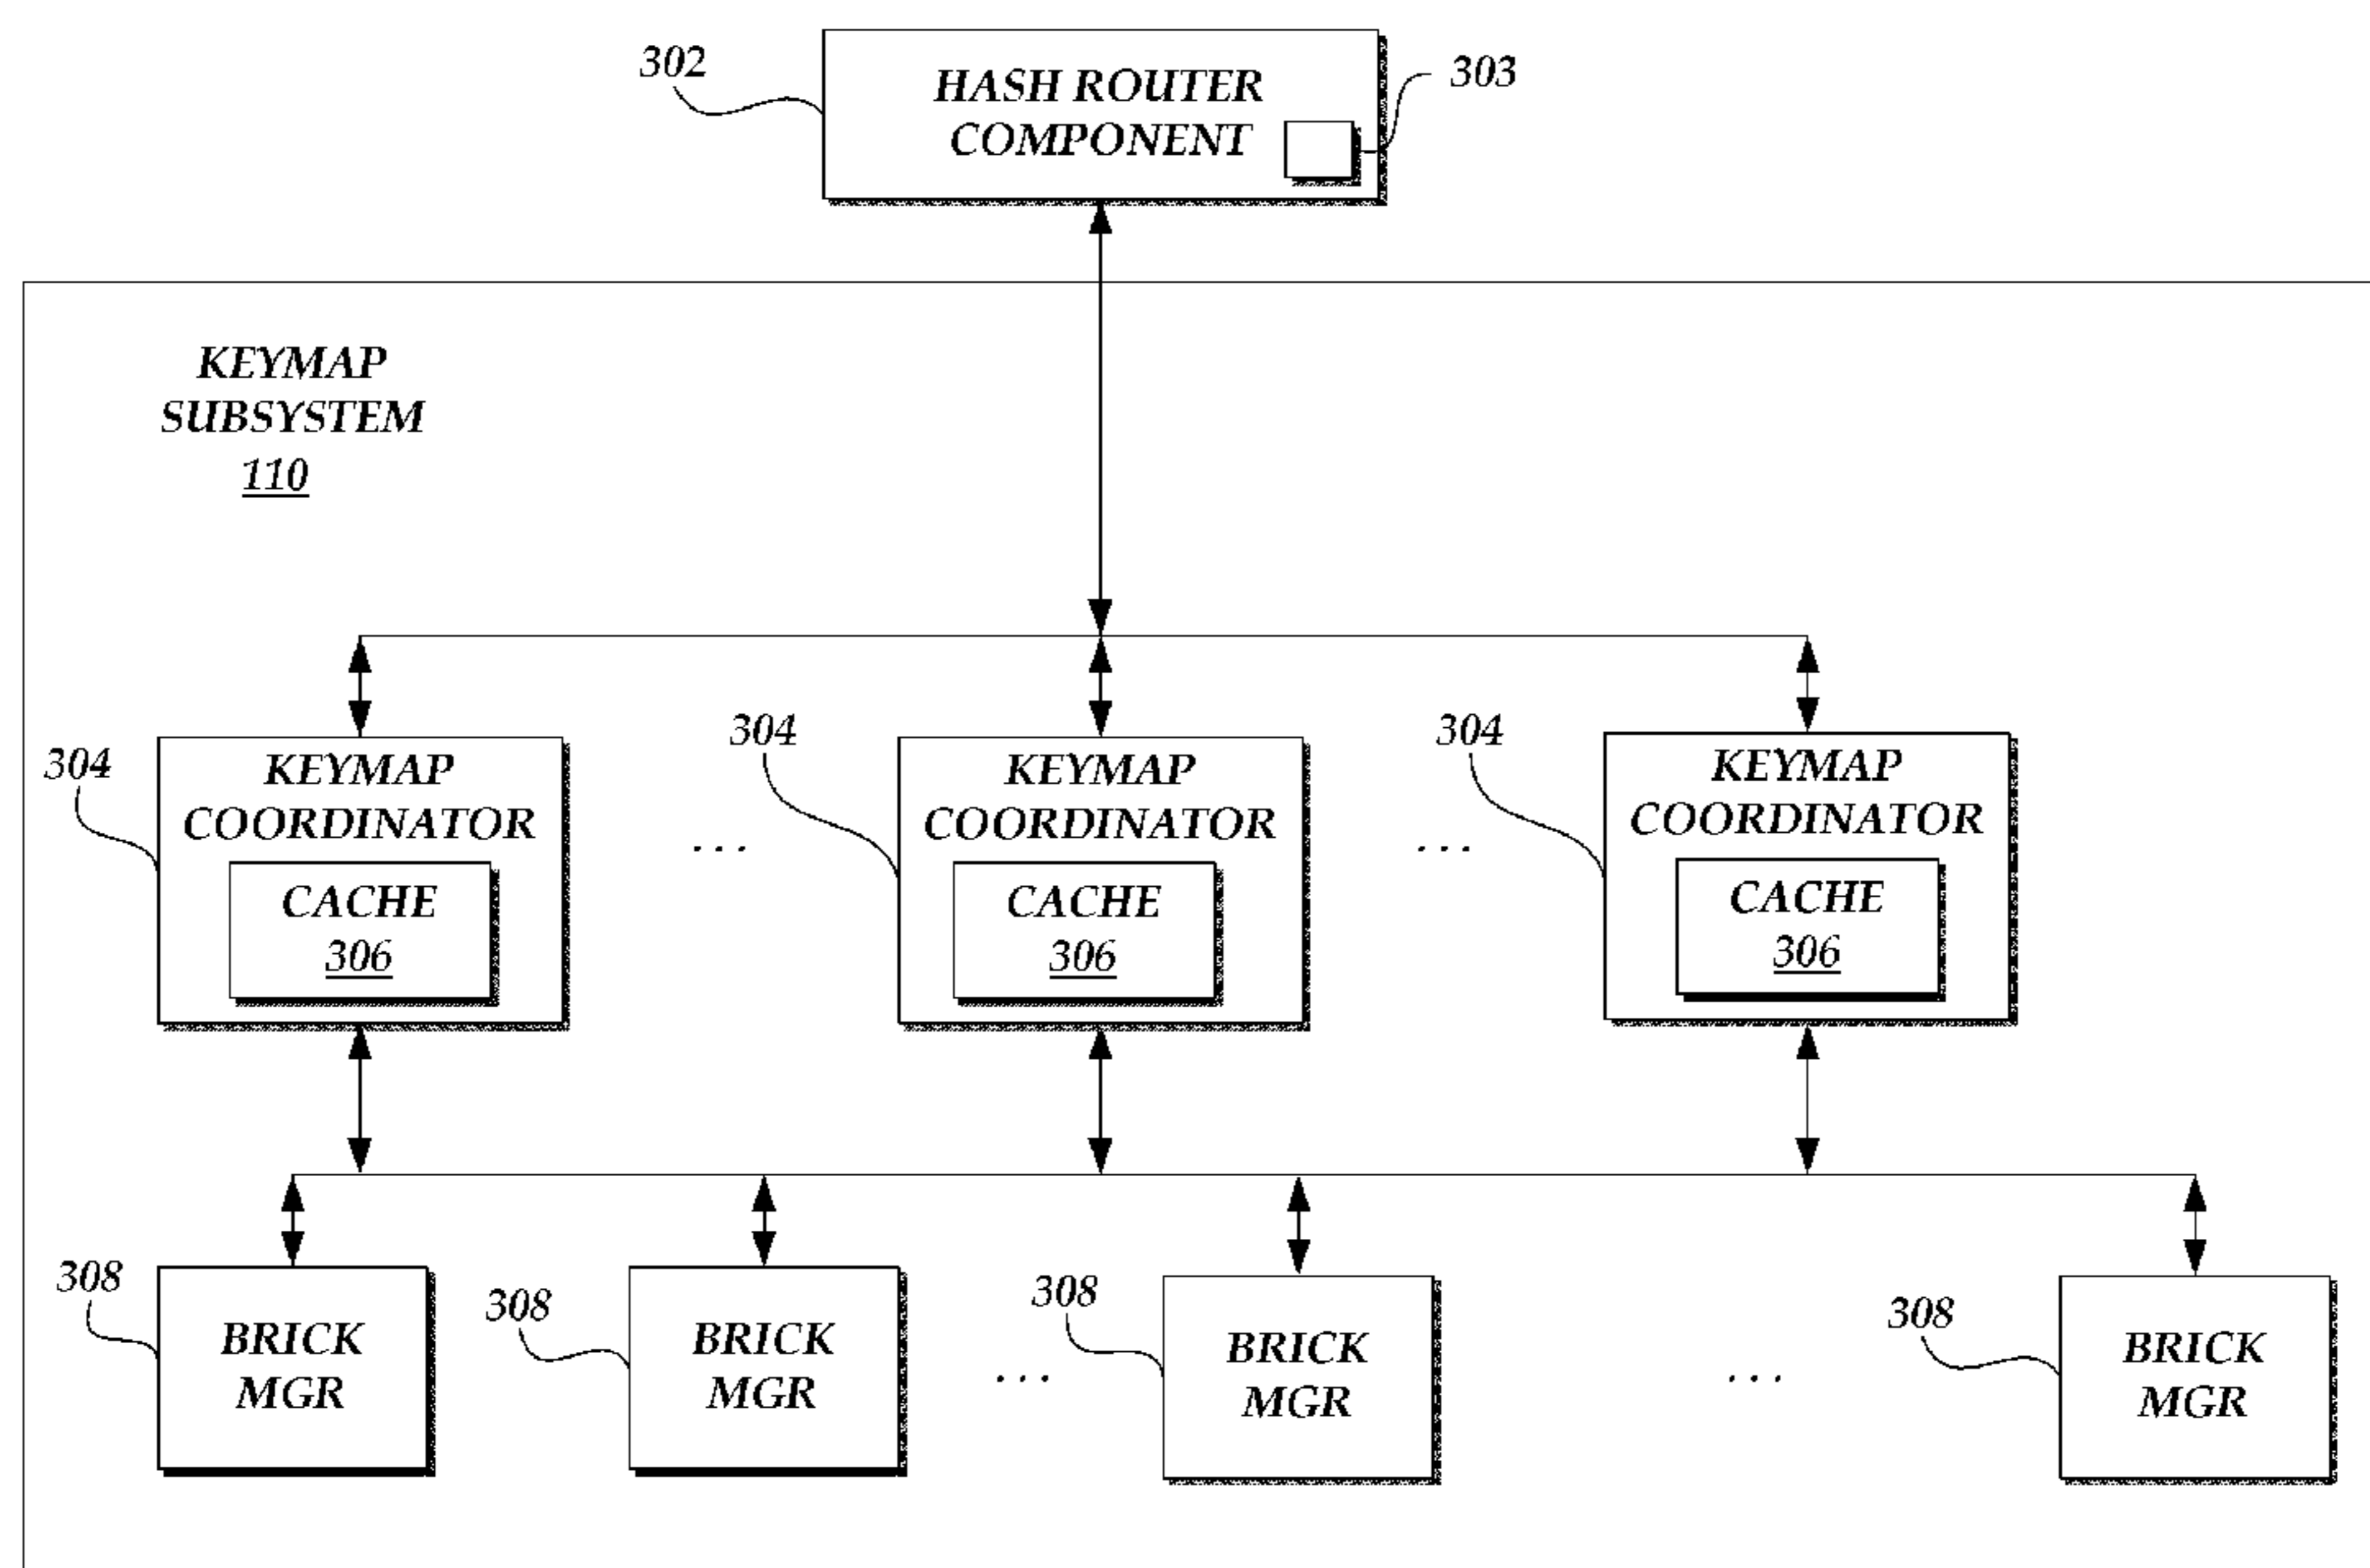 302
HASH ROUTER
COMPONENT
303
KEYMAP
SUBSYSTEM
110
304
KEYMAP
COORDINATOR
CACHE
306
. . .
304
KEYMAP
COORDINATOR
CACHE
306
. . .
304
KEYMAP
COORDINATOR
CACHE
306
308
BRICK
MGR
308
BRICK
MGR
. . .
308
BRICK
MGR
. . .
308
BRICK
MGR